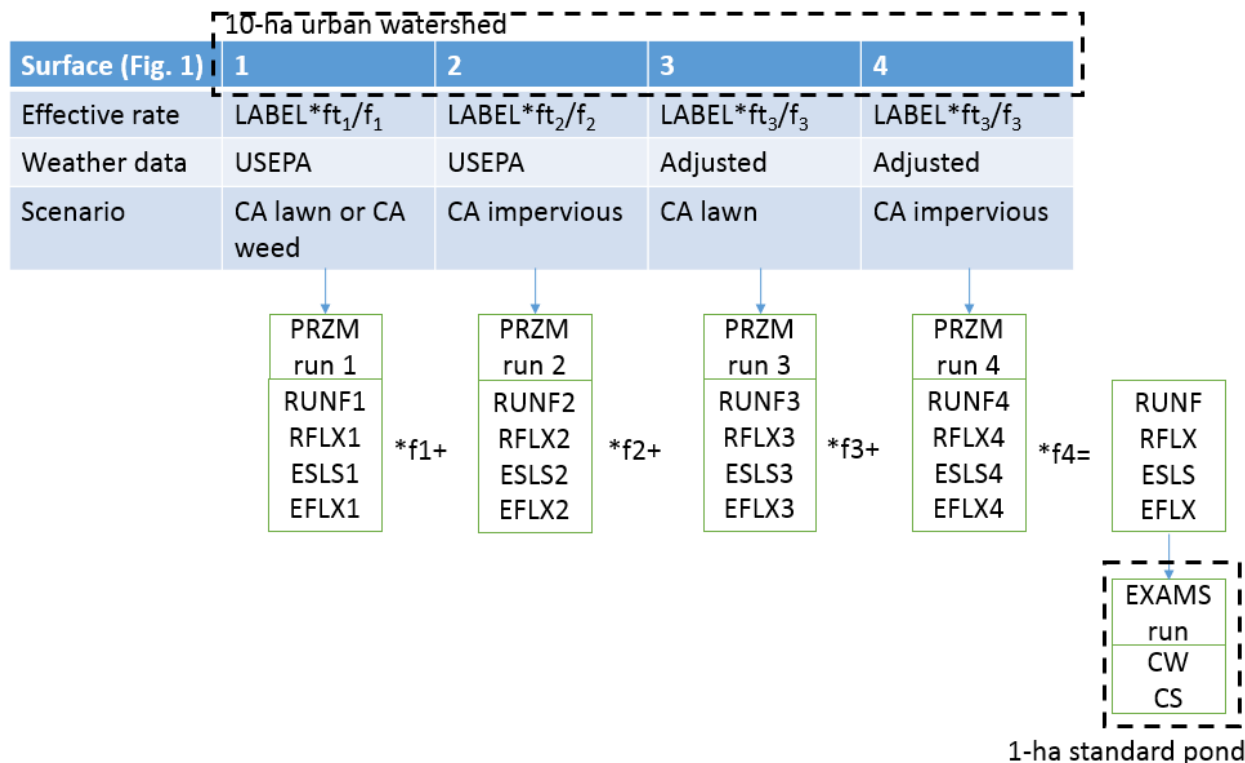 10-ha urban watershed
Surface (Fig. 1) 1 2 3 4
Effective rate LABEL*ft₁/f₁ LABEL*ft₂/f₂ LABEL*ft₃/f₃ LABEL*ft₃/f₃
Weather data USEPA USEPA Adjusted Adjusted
Scenario CA lawn or CA CA impervious CA lawn CA impervious
weed
PRZM PRZM PRZM PRZM
run 1 run 2 run 3 run 4
RUNF1 RUNF2 RUNF3 RUNF4 RUNF
RFLX1 RFLX2 RFLX3 RFLX4 RFLX
*f1+ *f2+ *f3+ *f4=
ESLS1 ESLS2 ESLS3 ESLS4 ESLS
EFLX1 EFLX2 EFLX3 EFLX4 EFLX
EXAMS
run
CW
CS
1-ha standard pond